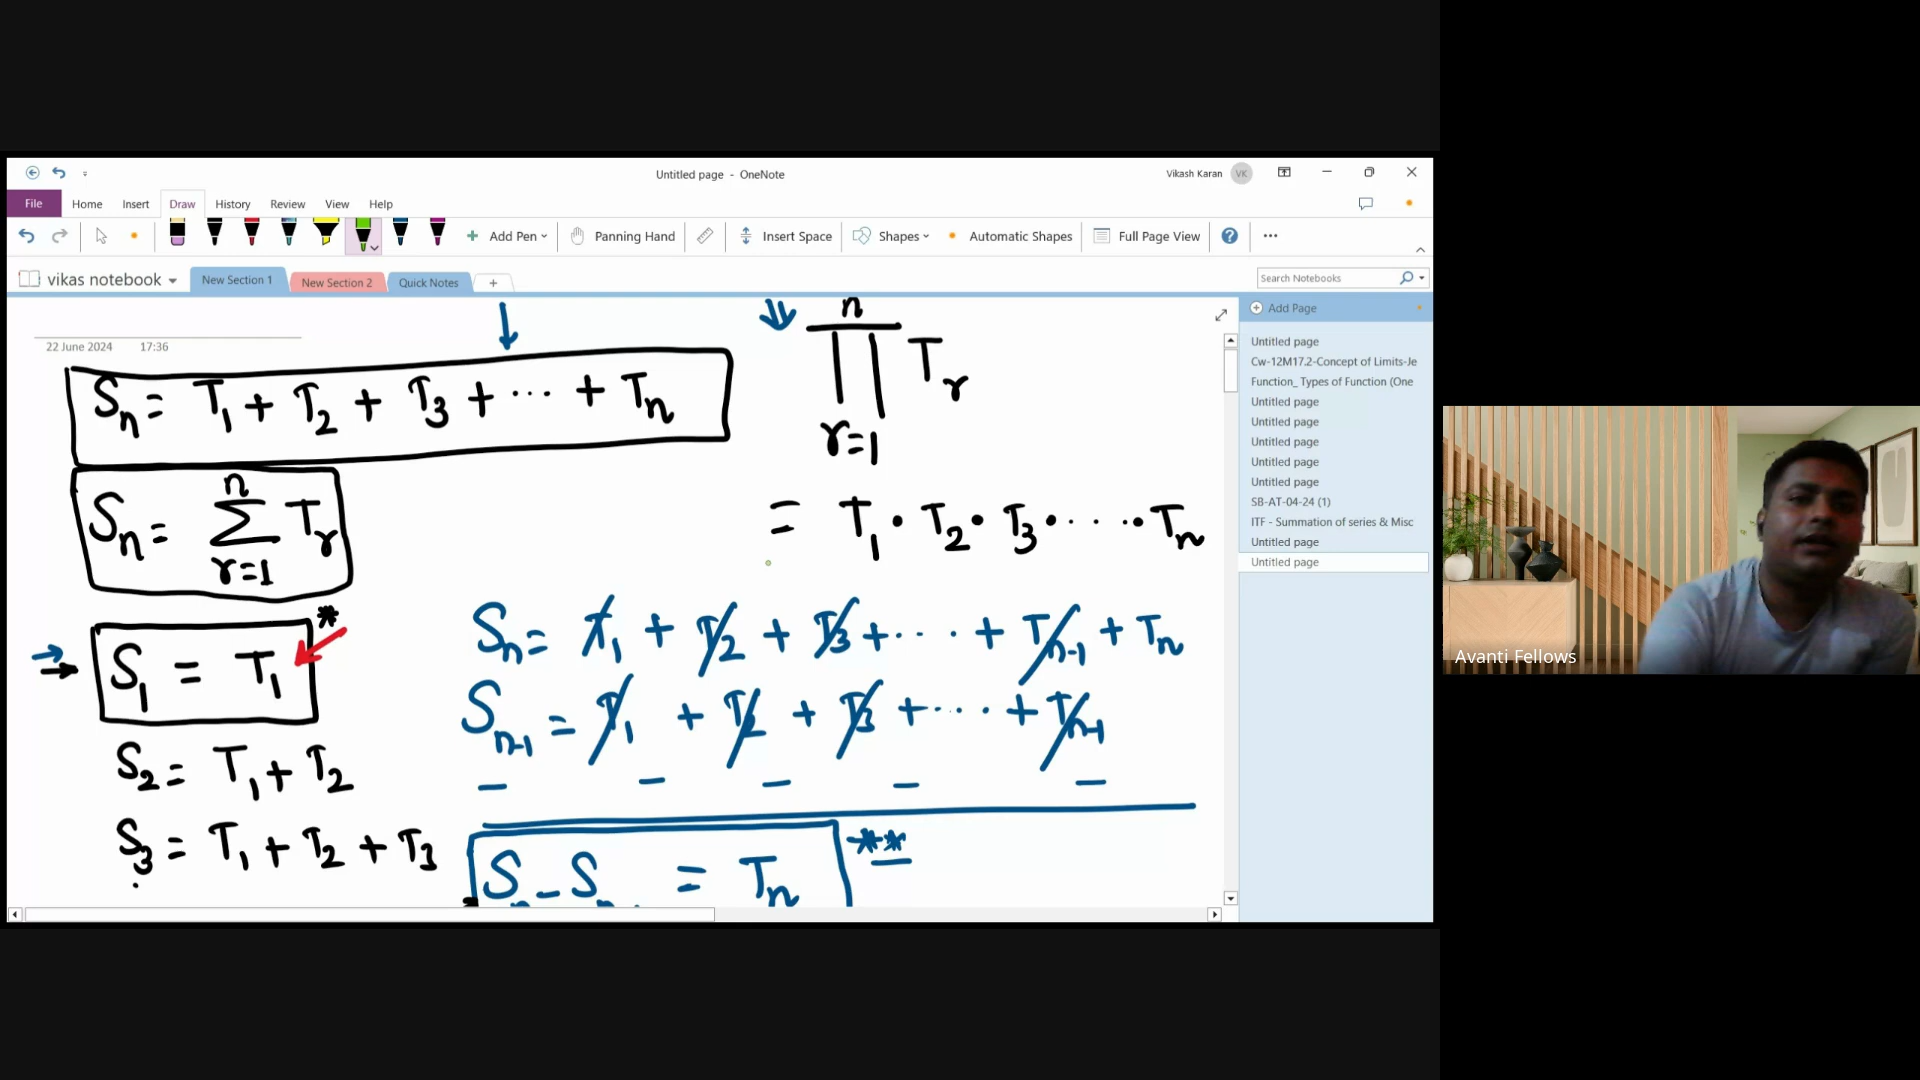 Untitled page - OneNote
Vikash Karan VK
File Home Insert Draw History Review View Help
Add Pen Panning Hand Insert Space Shapes Automatic Shapes Full Page View
vikas notebook New Section 1 New Section 2 Quick Notes + Search Notebooks
22 June 2024 17:36
Sₙ = T₁ + T₂ + T₃ + ··· + Tₙ
Sₙ = n ∑ r=1 Tᵣ
S₁ = T₁ *
S₂ = T₁ + T₂
S₃ = T₁ + T₂ + T₃
n ∏ r=1 Tᵣ
= T₁ · T₂ · T₃ · ···· Tₙ
Sₙ = T₁ + T₂ + T₃ + ···· + Tₙ₋₁ + Tₙ
Sₙ₋₁ = T₁ + T₂ + T₃ + ···· + Tₙ₋₁
− − − − −
= Tₙ **
Add Page
Untitled page
Cw-12M17.2-Concept of Limits-Je
Function_ Types of Function (One
Untitled page
Untitled page
Untitled page
Untitled page
Untitled page
SB-AT-04-24 (1)
ITF - Summation of series & Misc
Untitled page
Untitled page
Avanti Fellows